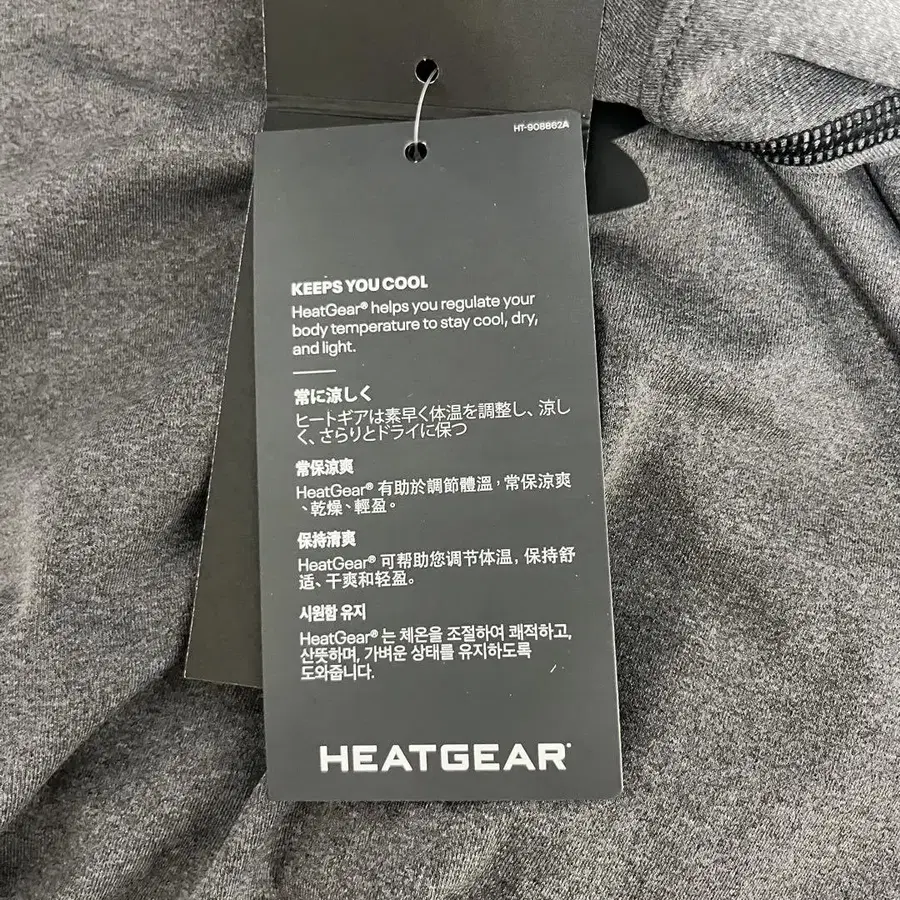 HT-908862A
KEEPS YOU COOL
HeatGear® helps you regulate your
body temperature to stay cool, dry,
and light.
常に涼しく
ヒートギアは素早く体温を調整し、涼し
く、さらりとドライに保つ
常保涼爽
HeatGear® 有助於調節體溫，常保涼爽
、乾燥、輕盈。
保持清爽
HeatGear® 可帮助您调节体温，保持舒
适、干爽和轻盈。
시원함 유지
HeatGear® 는 체온을 조절하여 쾌적하고,
산뜻하며, 가벼운 상태를 유지하도록
도와줍니다.
HEATGEAR®